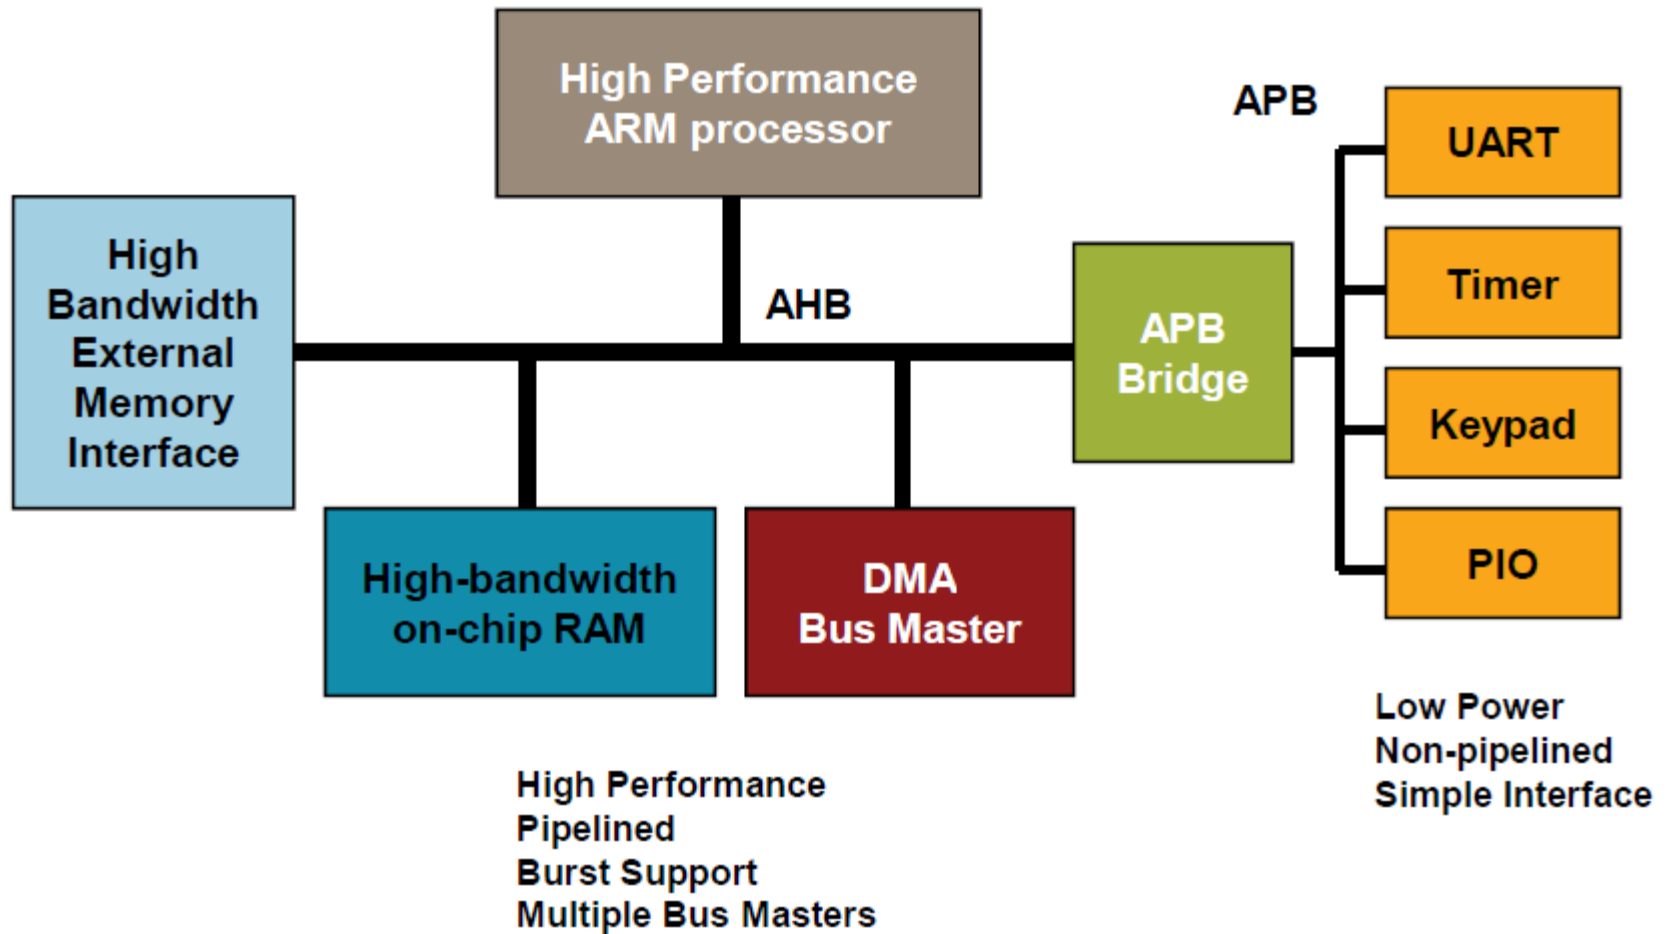 High Performance
ARM processor
APB
UART
High
Bandwidth
External
Memory
Interface
AHB
APB
Bridge
Timer
Keypad
PIO
High-bandwidth
on-chip RAM
DMA
Bus Master
Low Power
Non-pipelined
Simple Interface
High Performance
Pipelined
Burst Support
Multiple Bus Masters